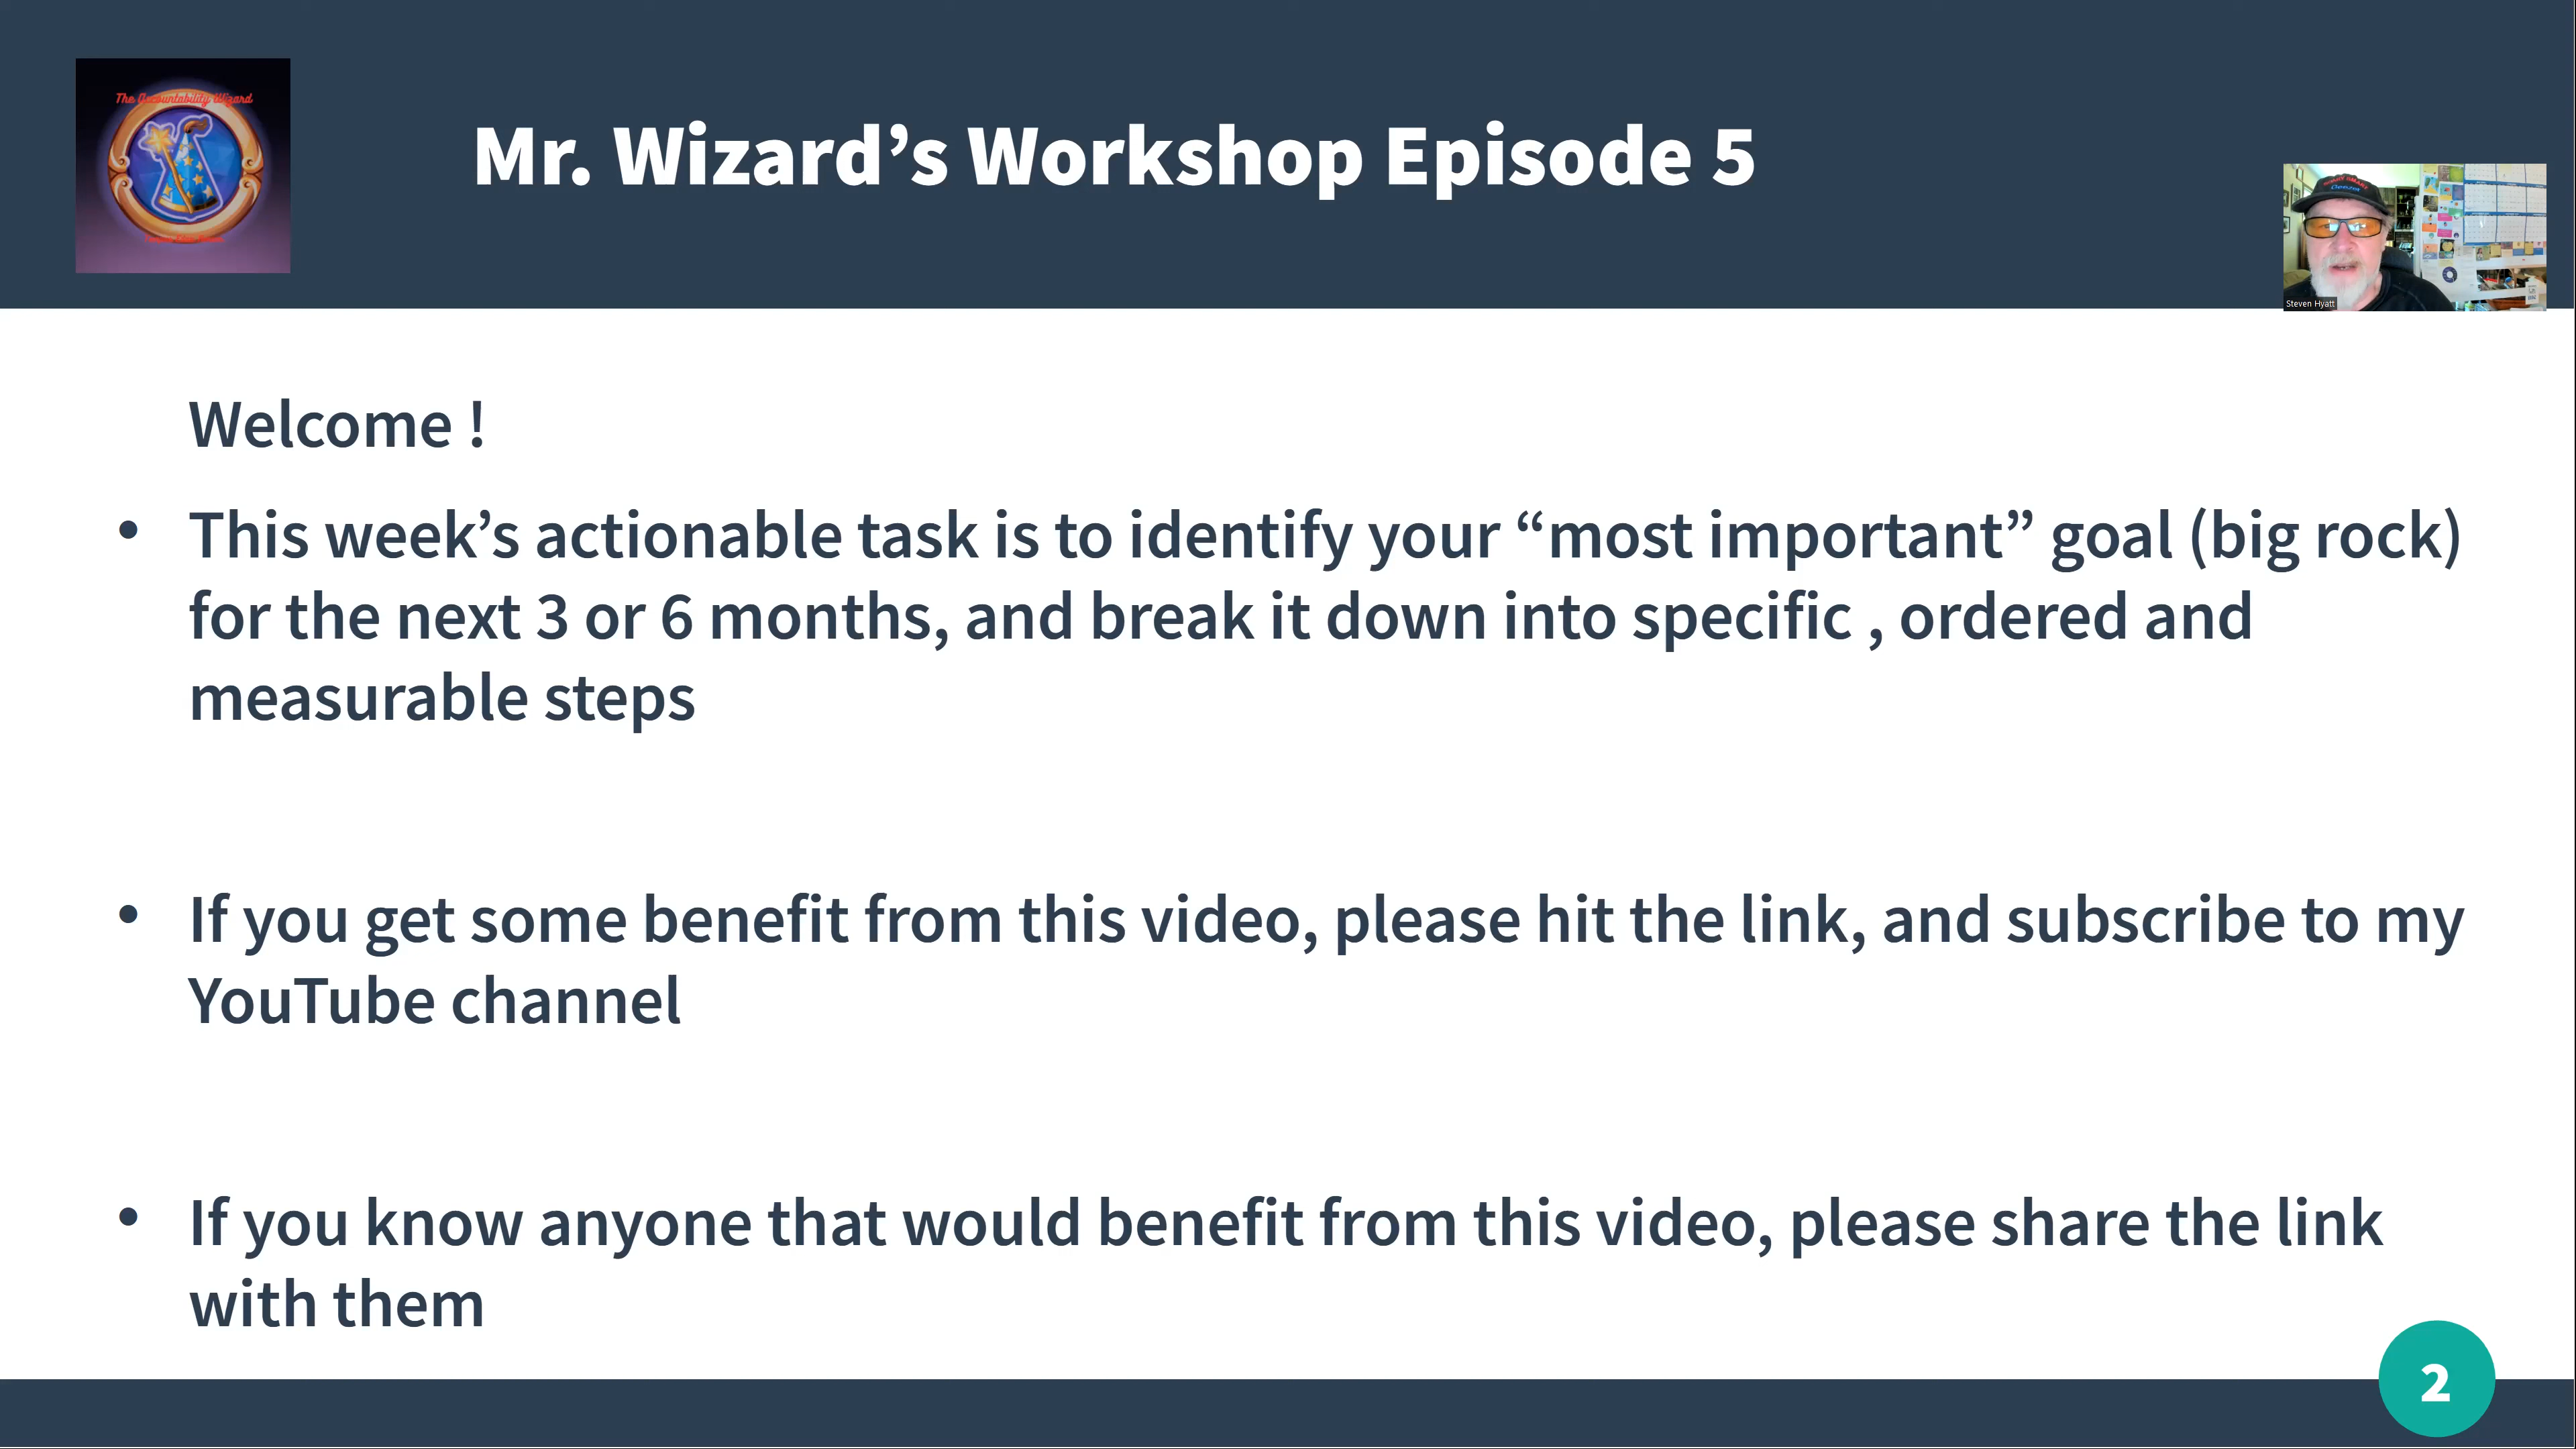 The Accountability Wizard
Mr. Wizard’s Workshop Episode 5
Steven Hyatt
Welcome !
• This week’s actionable task is to identify your “most important” goal (big rock)
for the next 3 or 6 months, and break it down into specific , ordered and
measurable steps
• If you get some benefit from this video, please hit the link, and subscribe to my
YouTube channel
• If you know anyone that would benefit from this video, please share the link
with them
2